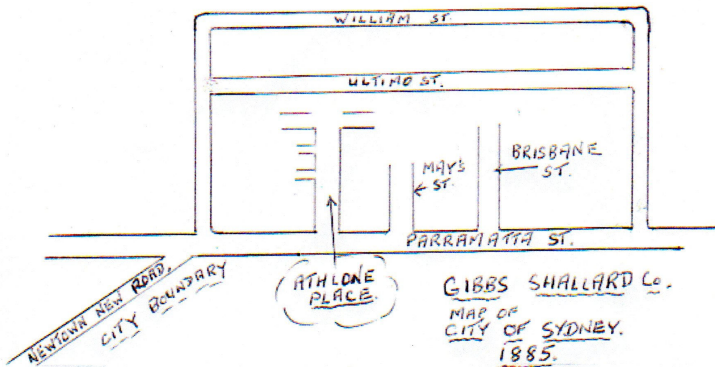 WILLIAM ST.
ULTIMO ST.
MAY'S
ST.
BRISBANE
ST.
PARRAMATTA ST.
NEWTOWN NEW ROAD.
CITY BOUNDARY
ATHLONE
PLACE.
GIBBS SHALLARD Co.
MAP OF
CITY OF SYDNEY.
1885.